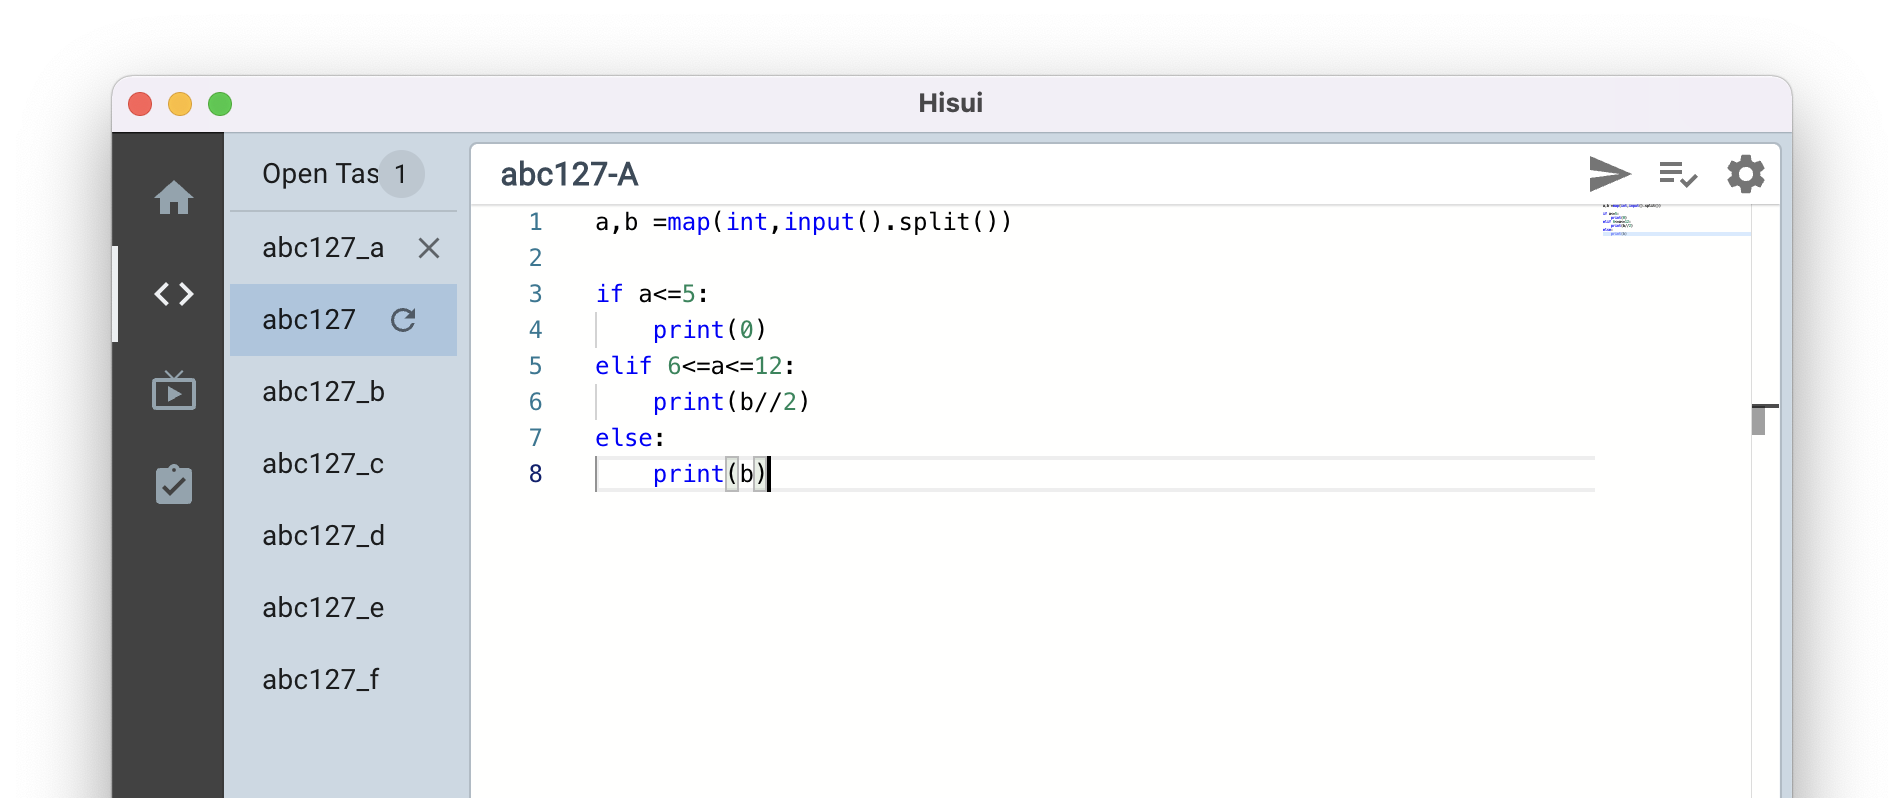 Hisui
Open Tas 1
abc127_a
abc127
abc127_b
abc127_c
abc127_d
abc127_e
abc127_f
abc127-A
1 a,b =map(int,input().split())
2
3 if a<=5:
4     print(0)
5 elif 6<=a<=12:
6     print(b//2)
7 else:
8     print(b)